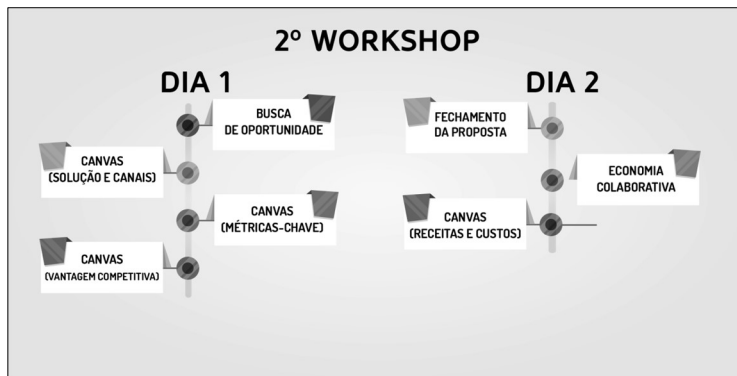 2º WORKSHOP
DIA 1
BUSCA
DE OPORTUNIDADE
CANVAS
(SOLUÇÃO E CANAIS)
CANVAS
(MÉTRICAS-CHAVE)
CANVAS
(VANTAGEM COMPETITIVA)
DIA 2
FECHAMENTO
DA PROPOSTA
ECONOMIA
COLABORATIVA
CANVAS
(RECEITAS E CUSTOS)